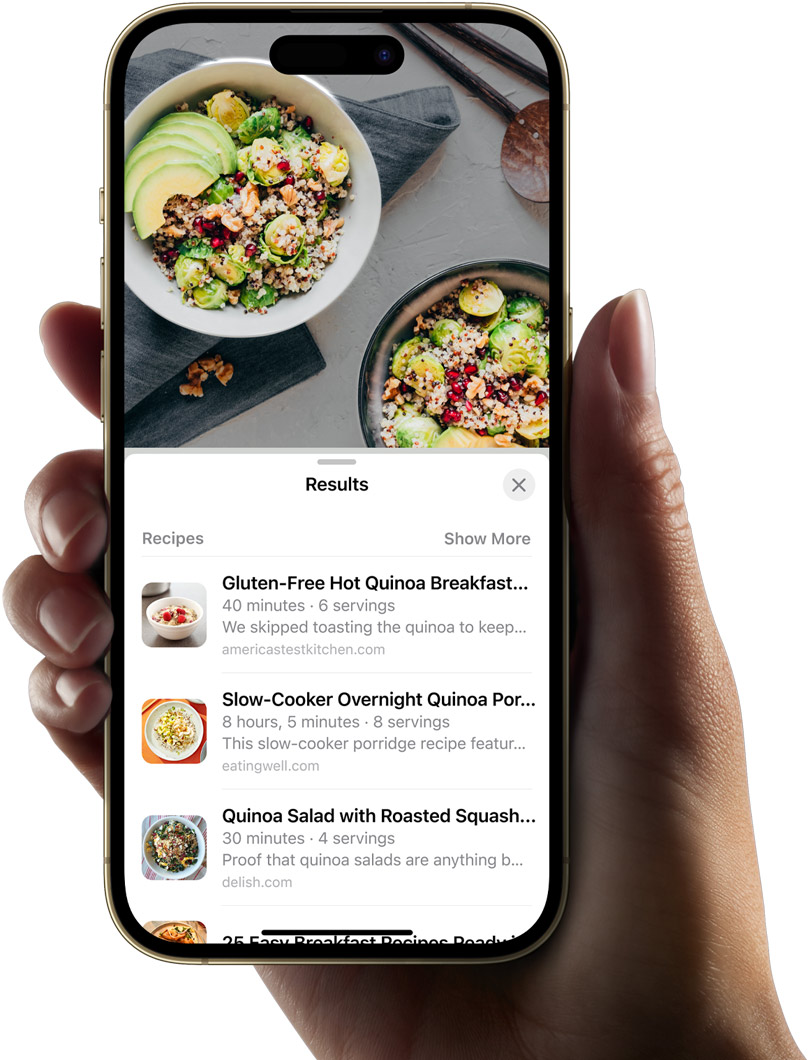 Results
Recipes
Show More
Gluten-Free Hot Quinoa Breakfast...
40 minutes · 6 servings
We skipped toasting the quinoa to keep...
americastestkitchen.com
Slow-Cooker Overnight Quinoa Por...
8 hours, 5 minutes · 8 servings
This slow-cooker porridge recipe featur...
eatingwell.com
Quinoa Salad with Roasted Squash...
30 minutes · 4 servings
Proof that quinoa salads are anything b...
delish.com
25 Easy Breakfast Recipes Ready